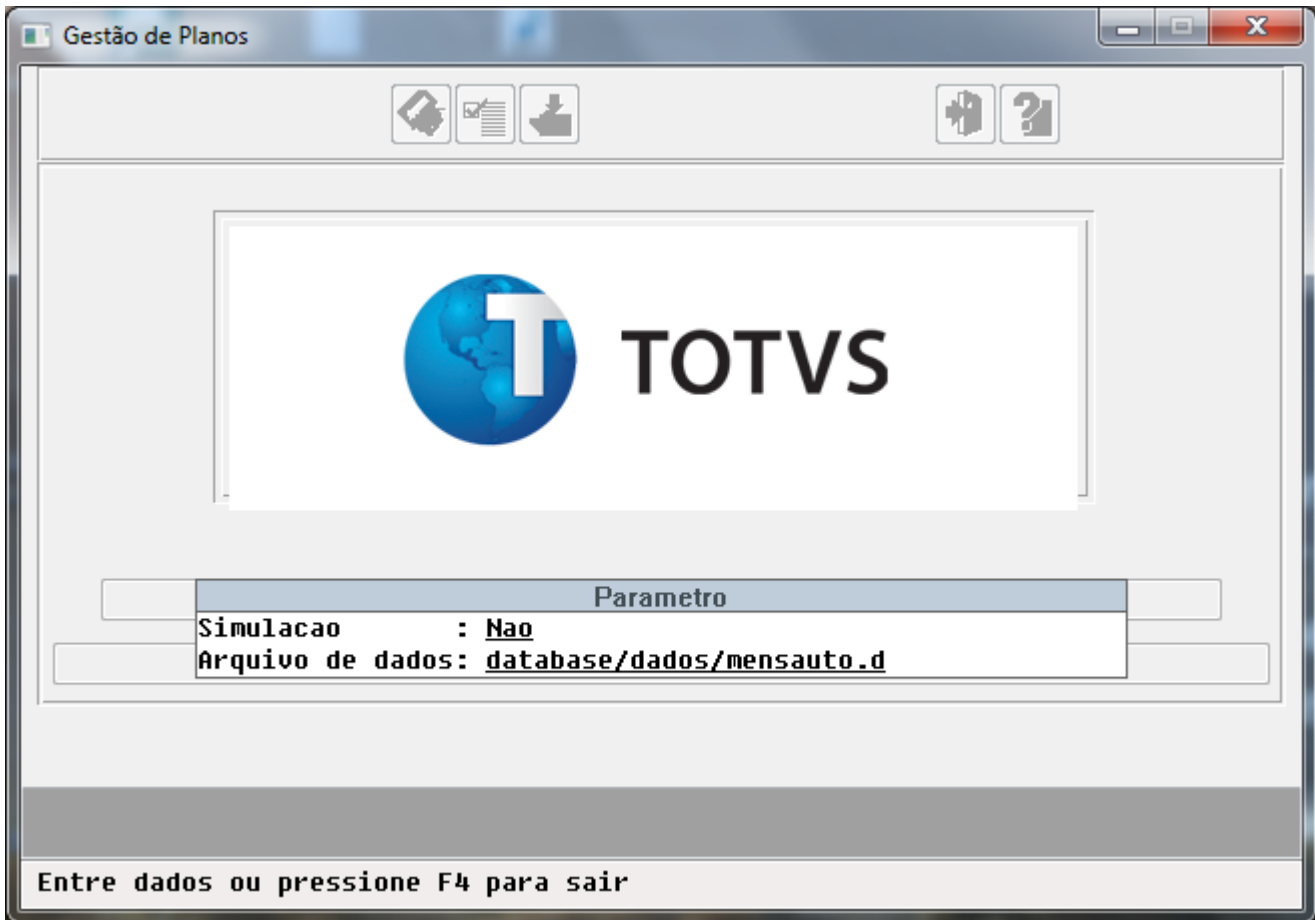 Gestão de Planos
T TOTVS
Parametro
Simulacao : Nao
Arquivo de dados: database/dados/mensauto.d
Entre dados ou pressione F4 para sair